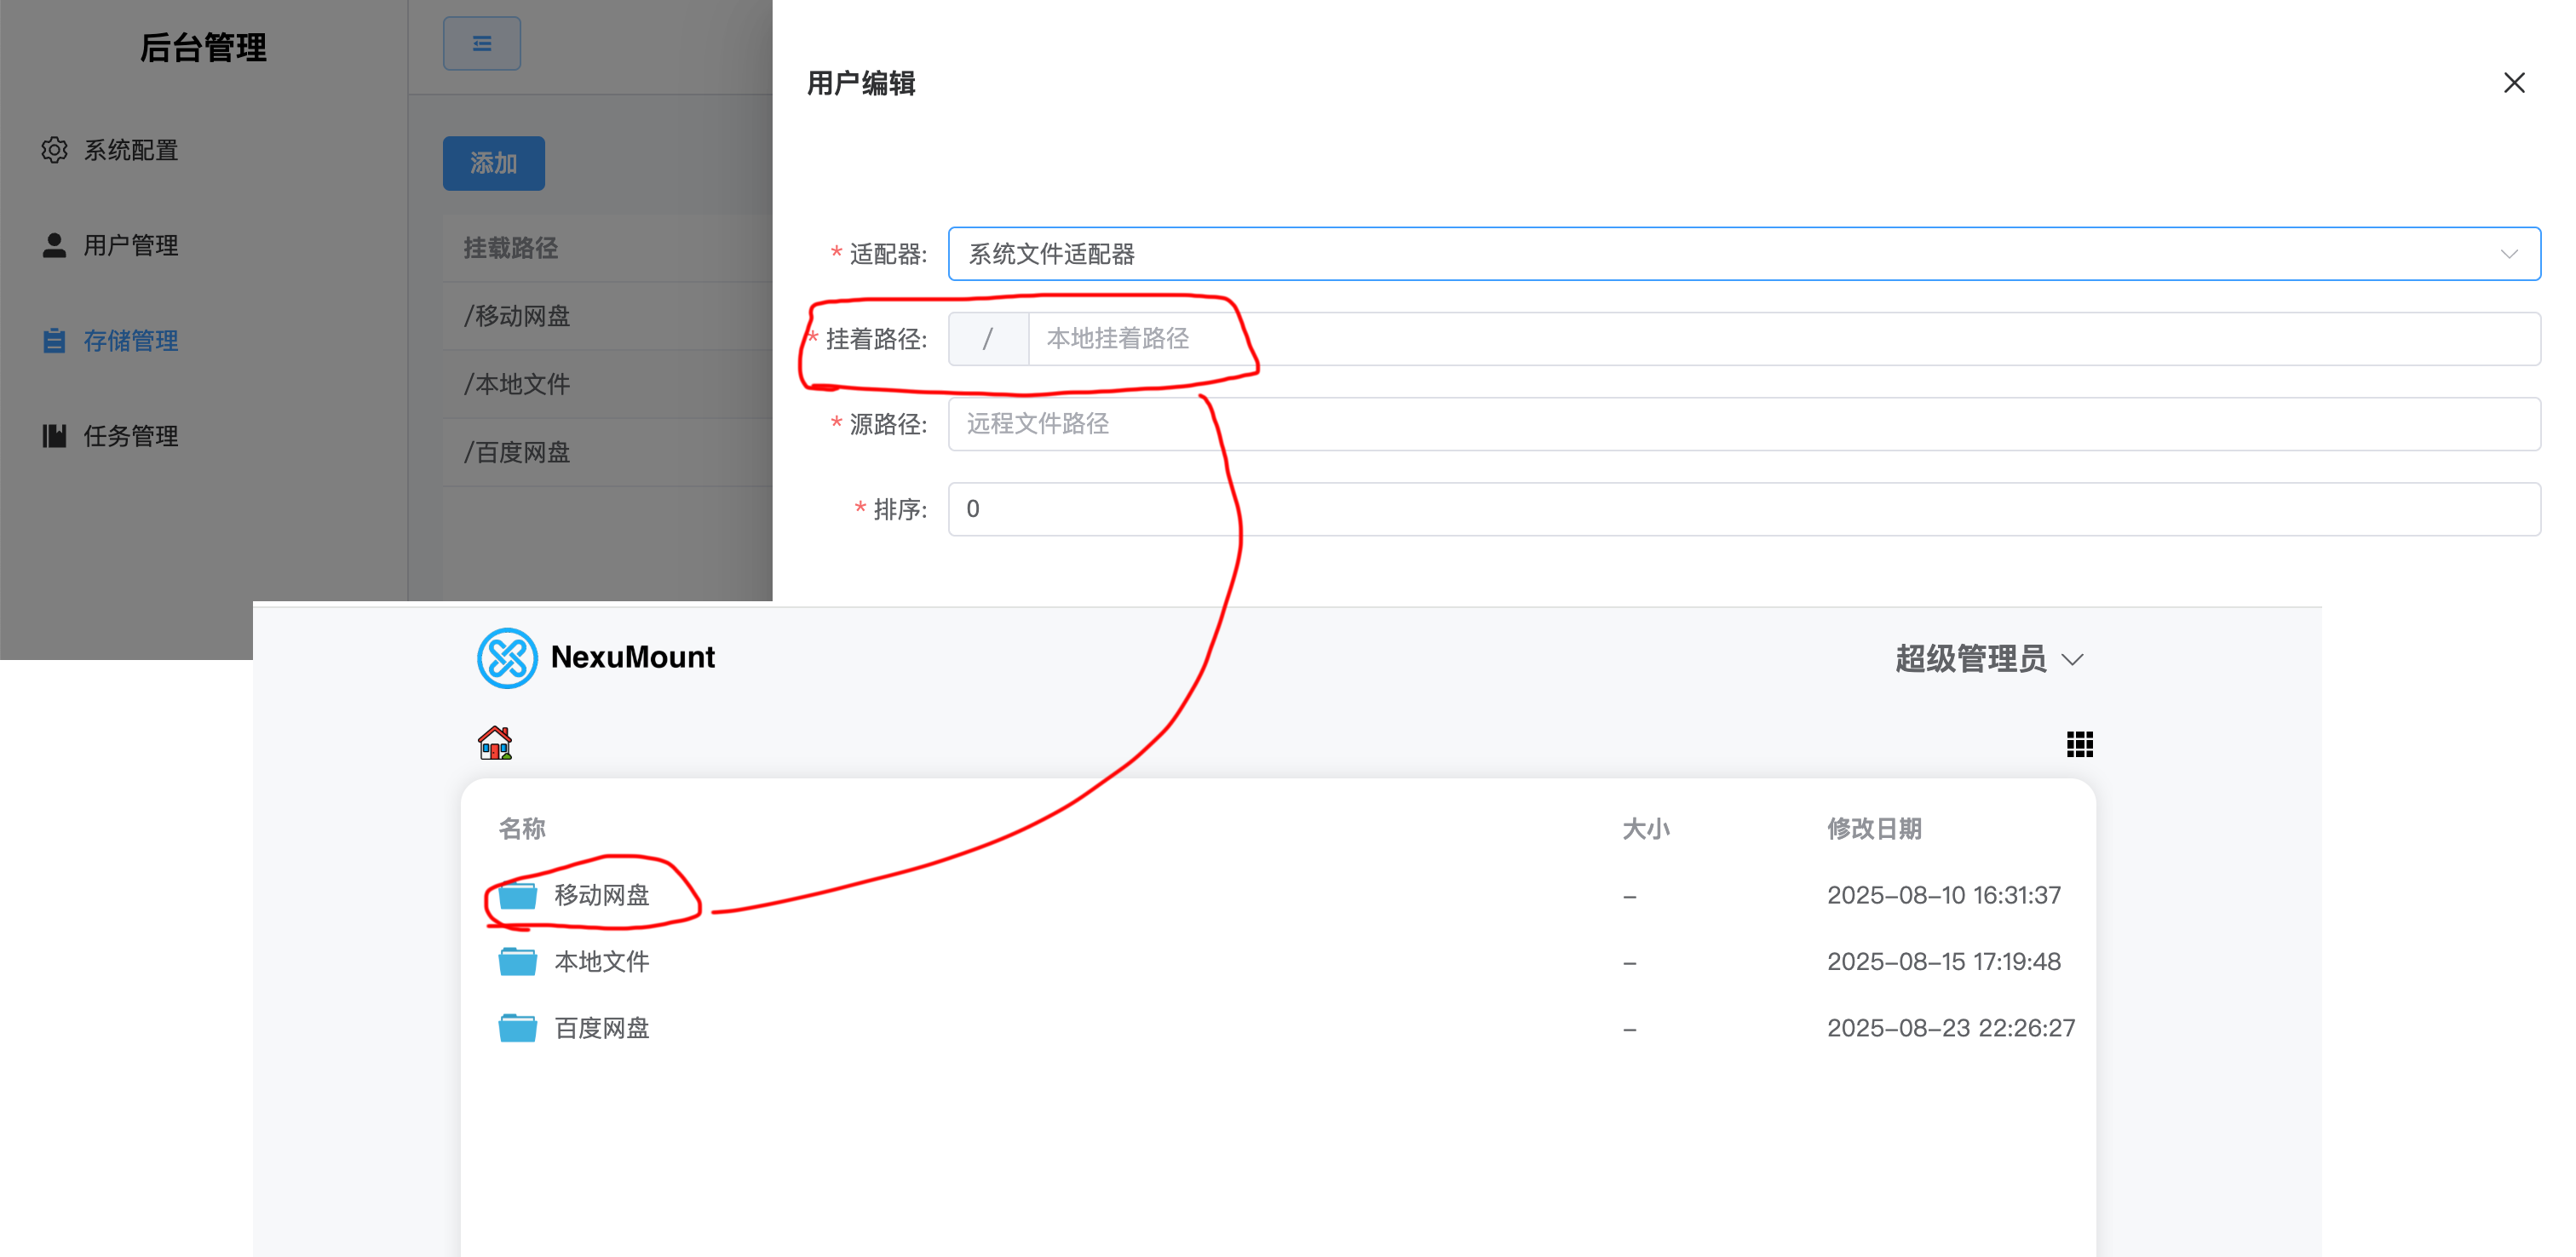 后台管理
系统配置
用户管理
存储管理
任务管理
添加
挂载路径
/移动网盘
/本地文件
/百度网盘
用户编辑
* 适配器: 系统文件适配器
* 挂着路径: / 本地挂着路径
* 源路径: 远程文件路径
* 排序: 0
NexuMount
超级管理员
名称 大小 修改日期
移动网盘 – 2025-08-10 16:31:37
本地文件 – 2025-08-15 17:19:48
百度网盘 – 2025-08-23 22:26:27